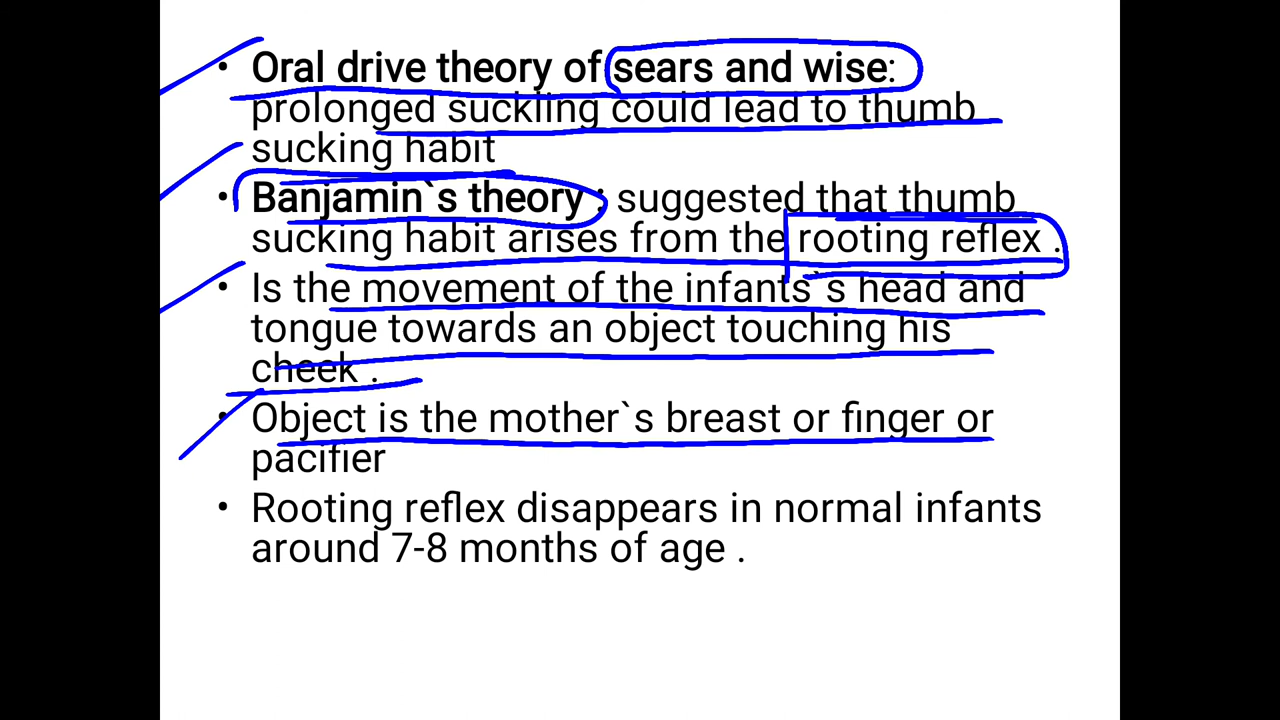 • Oral drive theory of sears and wise:
prolonged suckling could lead to thumb
sucking habit
• Banjamin`s theory : suggested that thumb
sucking habit arises from the rooting reflex .
• Is the movement of the infants`s head and
tongue towards an object touching his
cheek .
• Object is the mother`s breast or finger or
pacifier
• Rooting reflex disappears in normal infants
around 7-8 months of age .